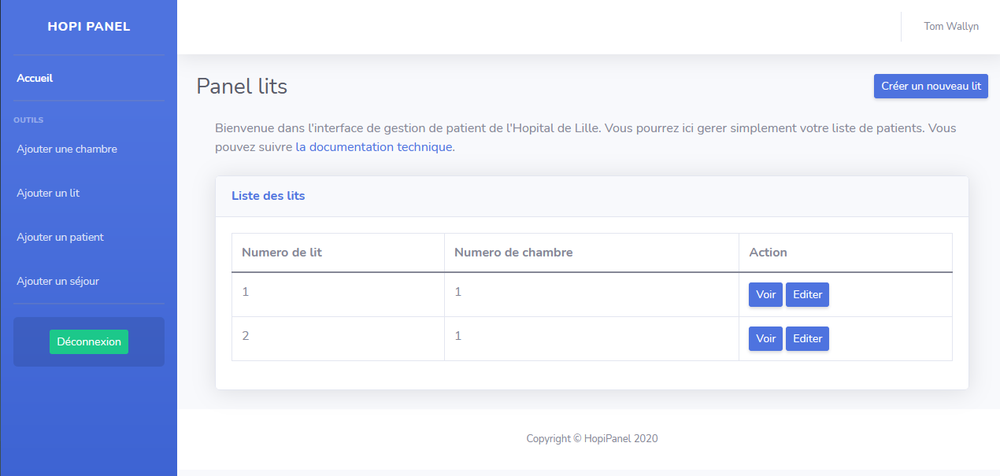 HOPI PANEL
Tom Wallyn
Accueil
OUTILS
Ajouter une chambre
Ajouter un lit
Ajouter un patient
Ajouter un séjour
Déconnexion
Panel lits
Créer un nouveau lit
Bienvenue dans l'interface de gestion de patient de l'Hopital de Lille. Vous pourrez ici gerer simplement votre liste de patients. Vous
pouvez suivre la documentation technique.
Liste des lits
Numero de lit Numero de chambre Action
1 1 Voir Editer
2 1 Voir Editer
Copyright © HopiPanel 2020